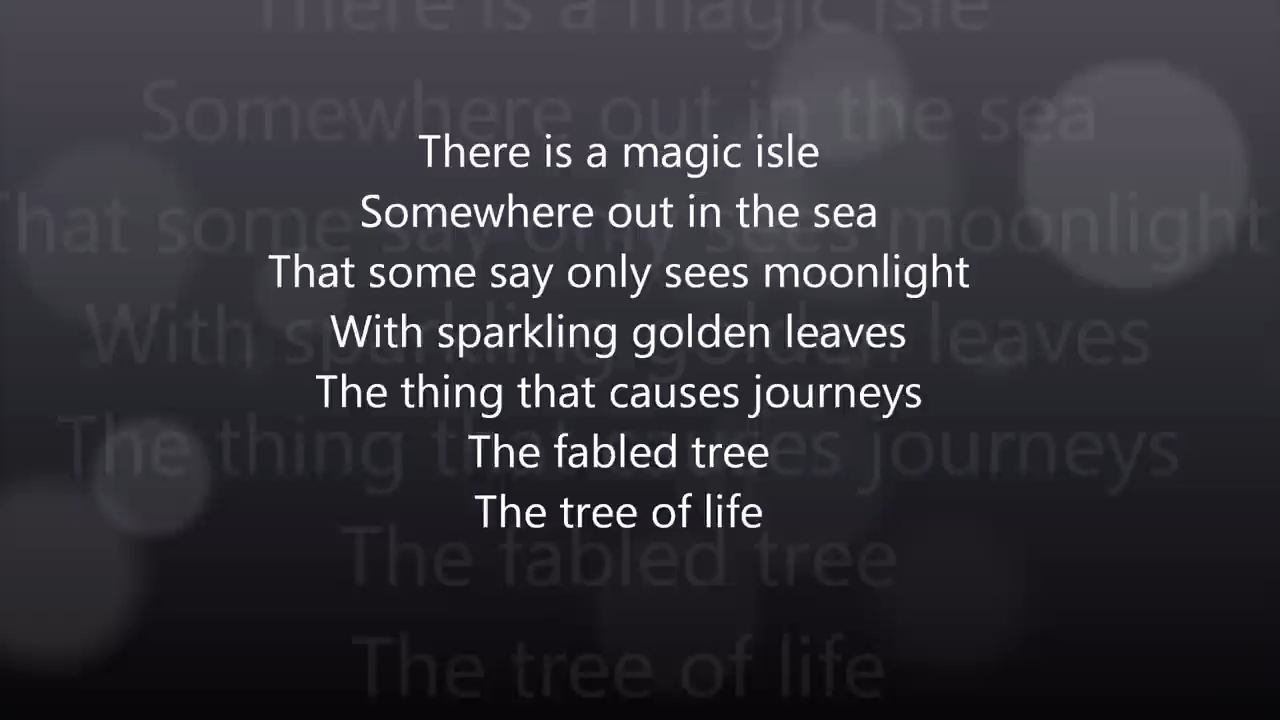 There is a magic isle
Somewhere out in the sea
That some say only sees moonlight
With sparkling golden leaves
The thing that causes journeys
The fabled tree
The tree of life